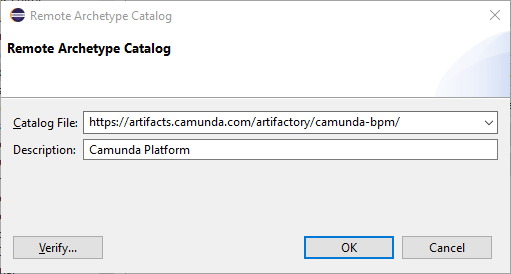 Remote Archetype Catalog
Remote Archetype Catalog
Catalog File: https://artifacts.camunda.com/artifactory/camunda-bpm/
Description: Camunda Platform
Verify... OK Cancel